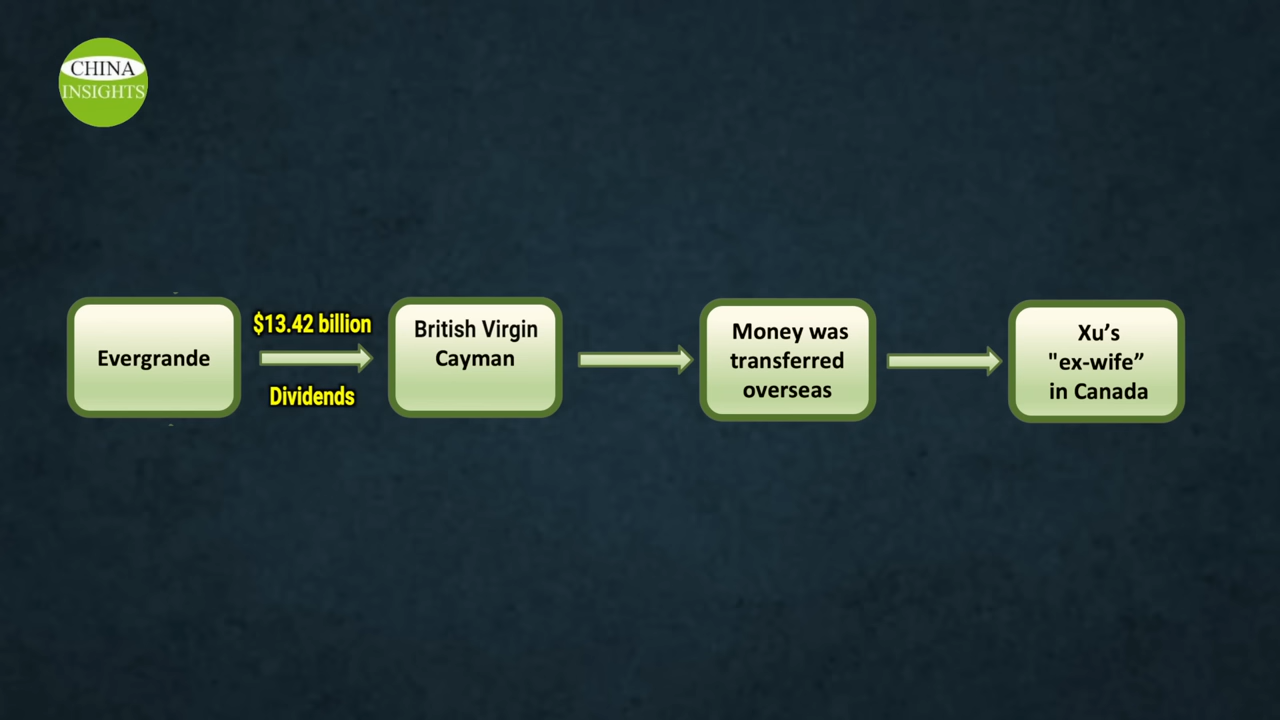 CHINA
INSIGHTS
Evergrande
$13.42 billion
Dividends
British Virgin
Cayman
Money was
transferred
overseas
Xu’s
"ex-wife”
in Canada